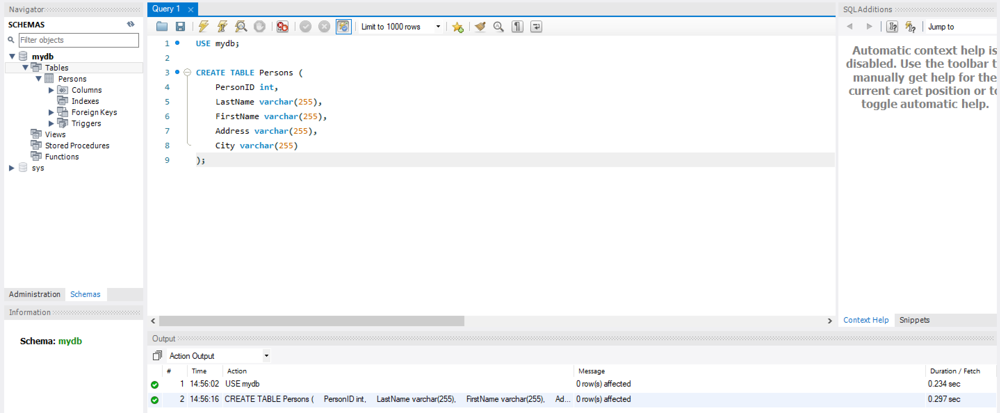 Navigator
SCHEMAS
Filter objects
mydb
Tables
Persons
Columns
Indexes
Foreign Keys
Triggers
Views
Stored Procedures
Functions
sys
Administration Schemas
Information
Schema: mydb
Query 1
Limit to 1000 rows
1 USE mydb;
2
3 CREATE TABLE Persons (
4 PersonID int,
5 LastName varchar(255),
6 FirstName varchar(255),
7 Address varchar(255),
8 City varchar(255)
9 );
SQLAdditions
Jump to
Automatic context help is
disabled. Use the toolbar t
manually get help for the
current caret position or to
toggle automatic help.
Context Help Snippets
Output
Action Output
# Time Action Message Duration / Fetch
1 14:56:02 USE mydb 0 row(s) affected 0.234 sec
2 14:56:16 CREATE TABLE Persons ( PersonID int, LastName varchar(255), FirstName varchar(255), Ad... 0 row(s) affected 0.297 sec